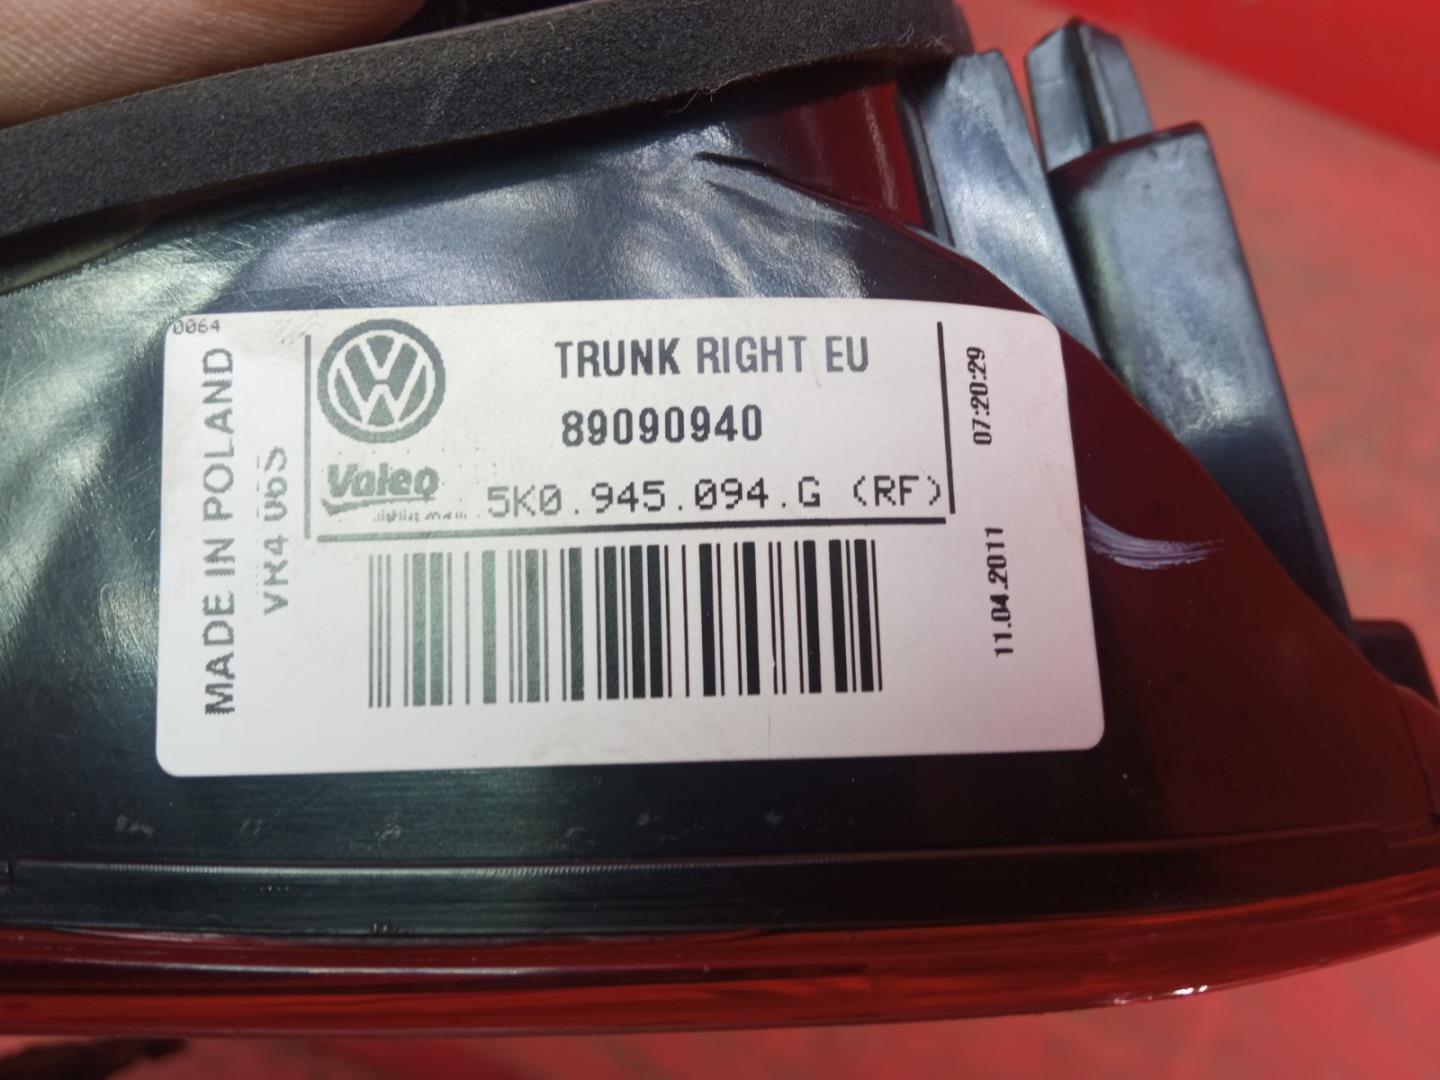 0064
MADE IN POLAND
TRUNK RIGHT EU
89090940
Valeo
5K0.945.094.G (RF)
07:20:29
11.04.2011